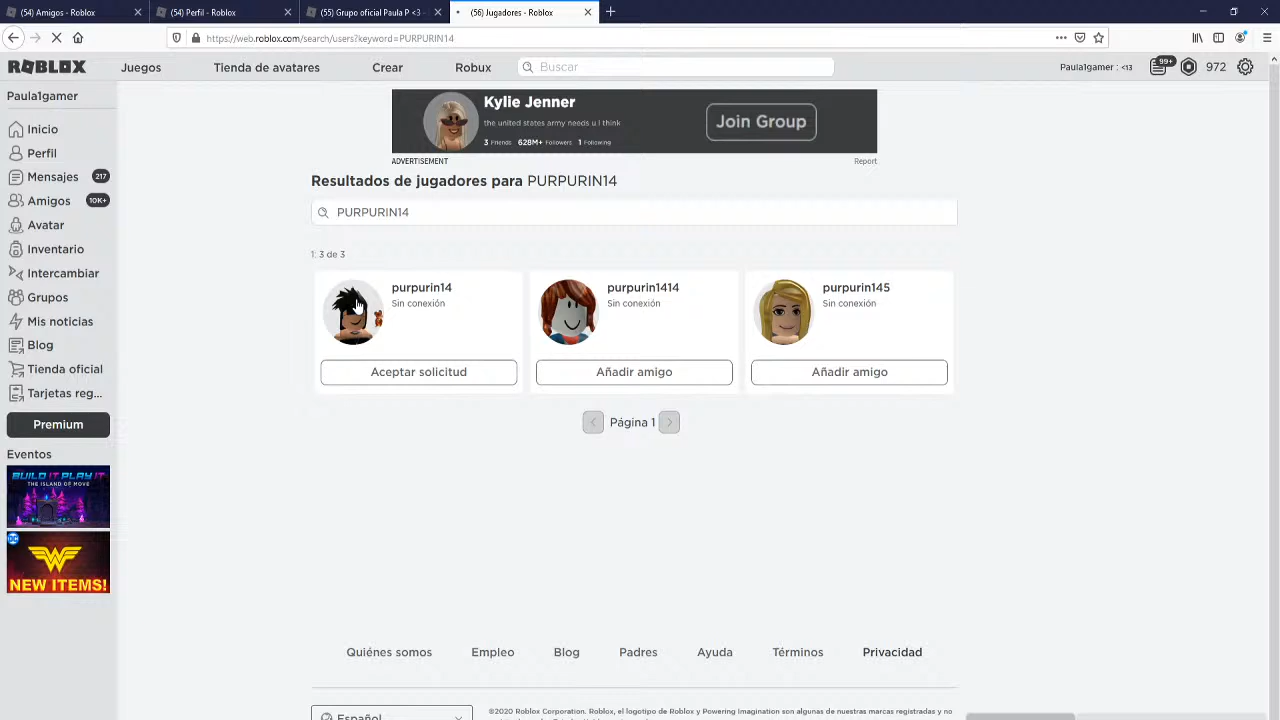 (54) Amigos - Roblox
(54) Perfil - Roblox
(55) Grupo oficial Paula P <3 -
(56) Jugadores - Roblox
https://web.roblox.com/search/users?keyword=PURPURIN14
ROBLOX
Juegos
Tienda de avatares
Crear
Robux
Buscar
Paula1gamer : <13
99+
972
Paula1gamer
Inicio
Perfil
Mensajes
217
Amigos
10K+
Avatar
Inventario
Intercambiar
Grupos
Mis noticias
Blog
Tienda oficial
Tarjetas reg...
Premium
Eventos
BUILD IT PLAY IT
THE ISLAND OF MOVE
DC
NEW ITEMS!
Kylie Jenner
the united states army needs u I think
3 Friends 628M+ Followers 1 Following
Join Group
ADVERTISEMENT
Report
Resultados de jugadores para PURPURIN14
PURPURIN14
1: 3 de 3
purpurin14
Sin conexión
Aceptar solicitud
purpurin1414
Sin conexión
Añadir amigo
purpurin145
Sin conexión
Añadir amigo
Página 1
Quiénes somos
Empleo
Blog
Padres
Ayuda
Términos
Privacidad
Español
©2020 Roblox Corporation. Roblox, el logotipo de Roblox y Powering Imagination son algunas de nuestras marcas registradas y no